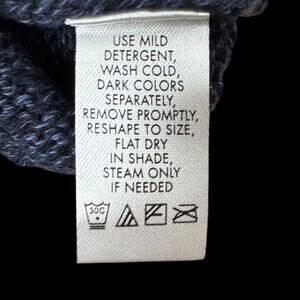 USE MILD
DETERGENT,
WASH COLD,
DARK COLORS
SEPARATELY,
REMOVE PROMPTLY,
RESHAPE TO SIZE,
FLAT DRY
IN SHADE,
STEAM ONLY
IF NEEDED
30C